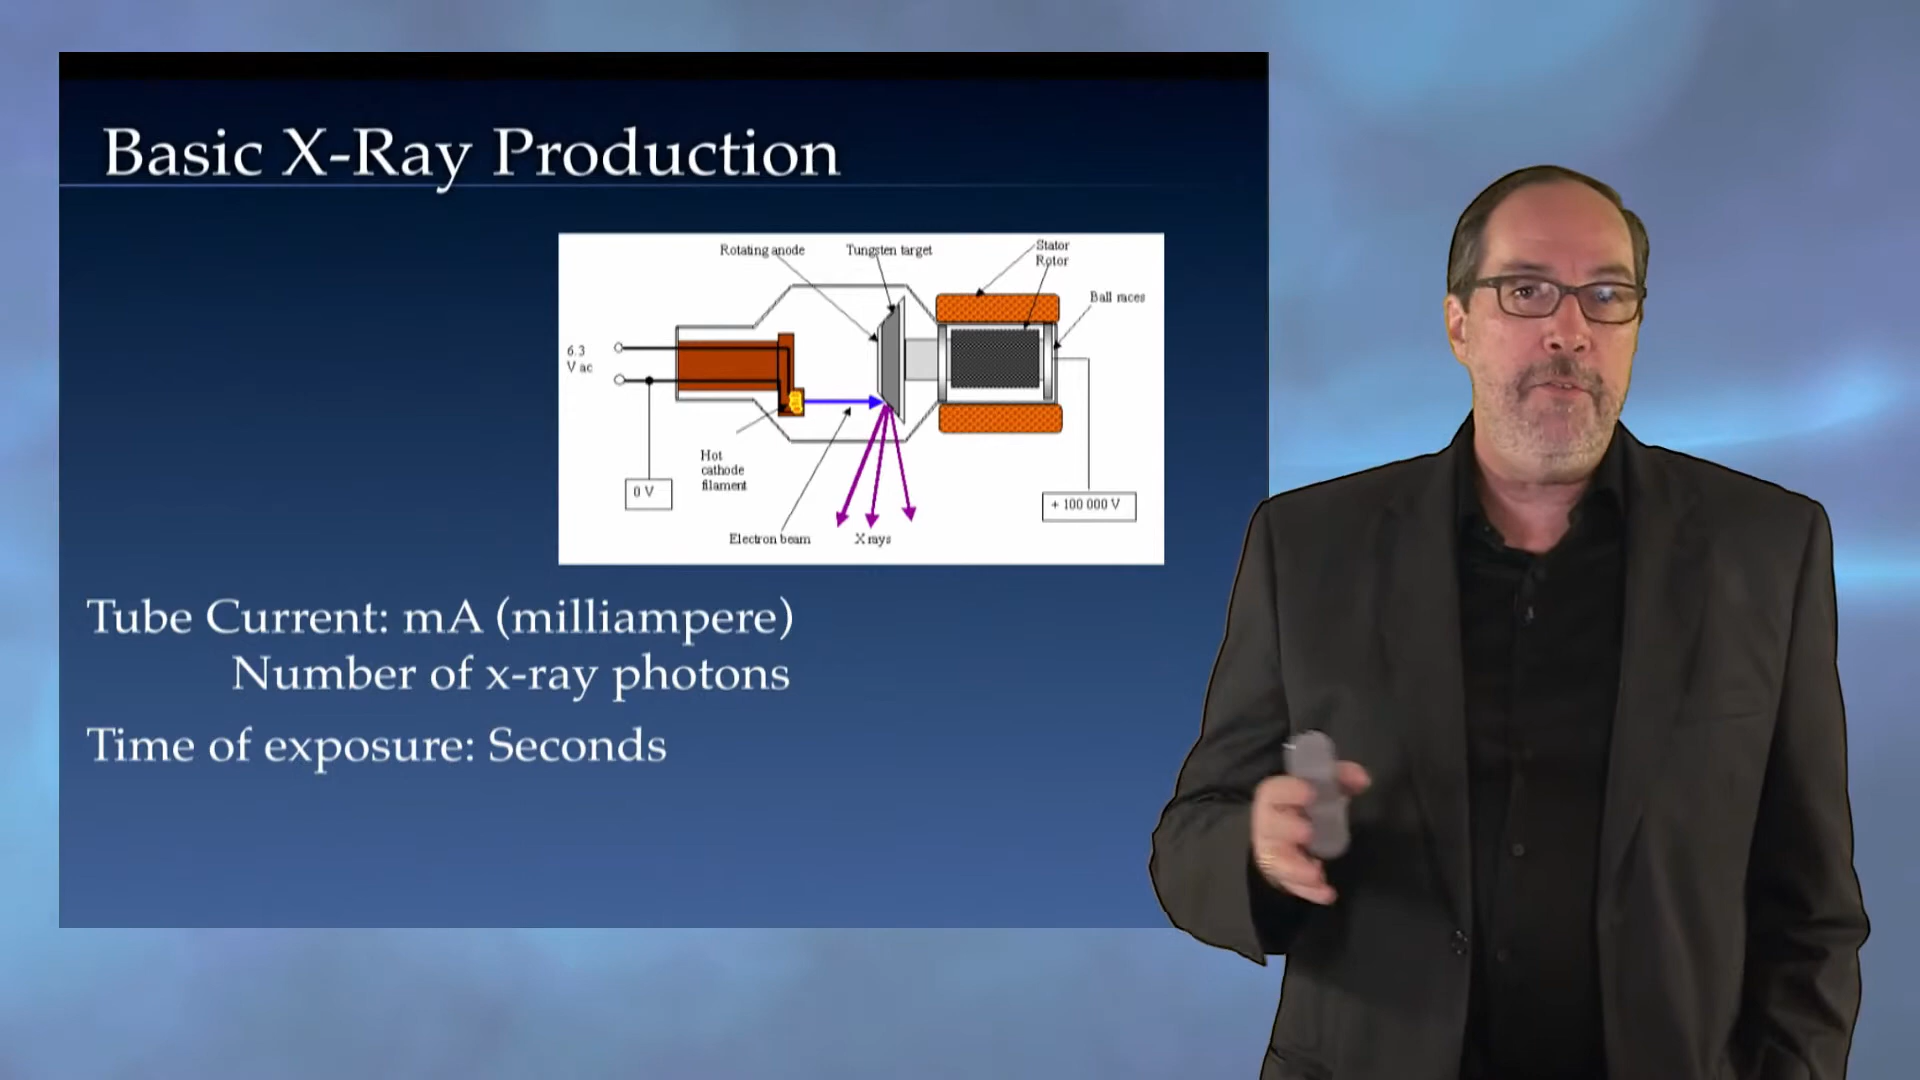 Basic X-Ray Production
Rotating anode
Tungsten target
Stator
Rotor
Ball races
6.3
V ac
Hot
cathode
filament
0 V
+ 100 000 V
Electron beam
X rays
Tube Current: mA (milliampere)
Number of x-ray photons
Time of exposure: Seconds